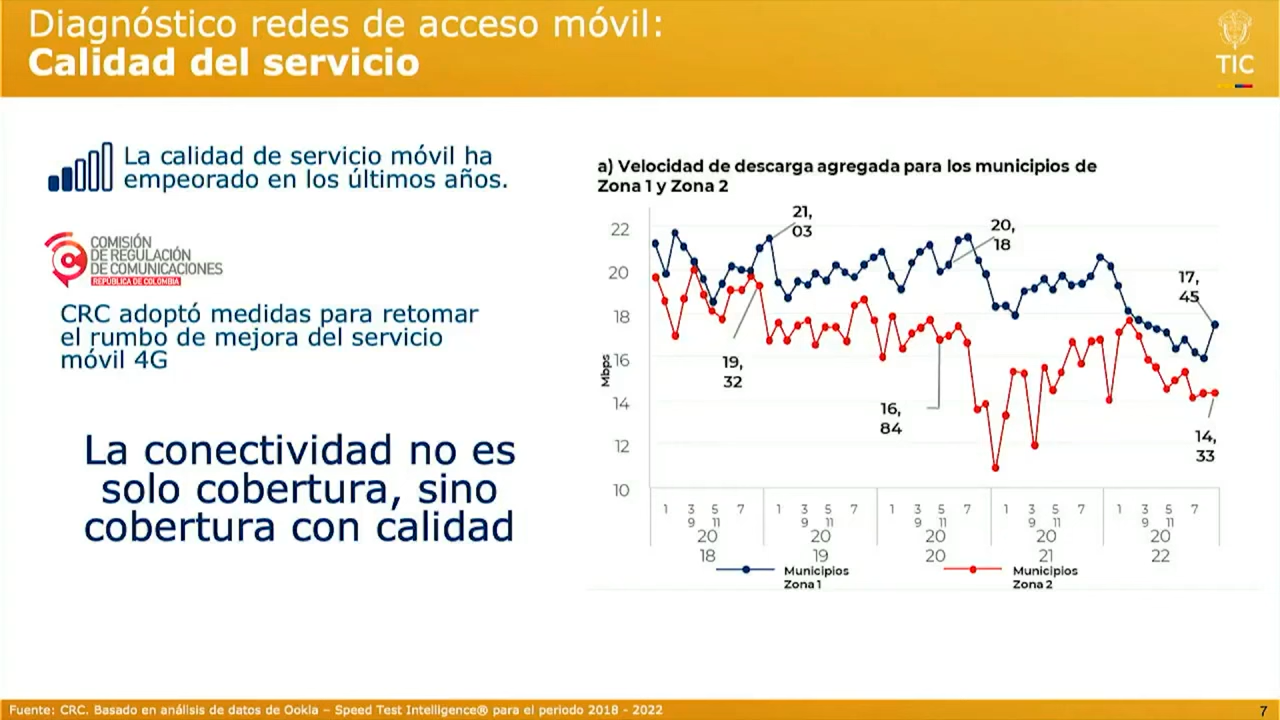 Diagnóstico redes de acceso móvil:
Calidad del servicio
TIC
La calidad de servicio móvil ha
empeorado en los últimos años.
COMISIÓN
DE REGULACIÓN
DE COMUNICACIONES
REPÚBLICA DE COLOMBIA
CRC adoptó medidas para retomar
el rumbo de mejora del servicio
móvil 4G
La conectividad no es
solo cobertura, sino
cobertura con calidad
a) Velocidad de descarga agregada para los municipios de
Zona 1 y Zona 2
Mbps
22
20
18
16
14
12
10
21,
03
20,
18
17,
45
19,
32
16,
84
14,
33
1 3 5 7
9 11
20
18
1 3 5 7
9 11
20
19
1 3 5 7
9 11
20
20
1 3 5 7
9 11
20
21
1 3 5 7
9 11
20
22
Municipios
Zona 1
Municipios
Zona 2
Fuente: CRC. Basado en análisis de datos de Ookla – Speed Test Intelligence® para el periodo 2018 - 2022
7